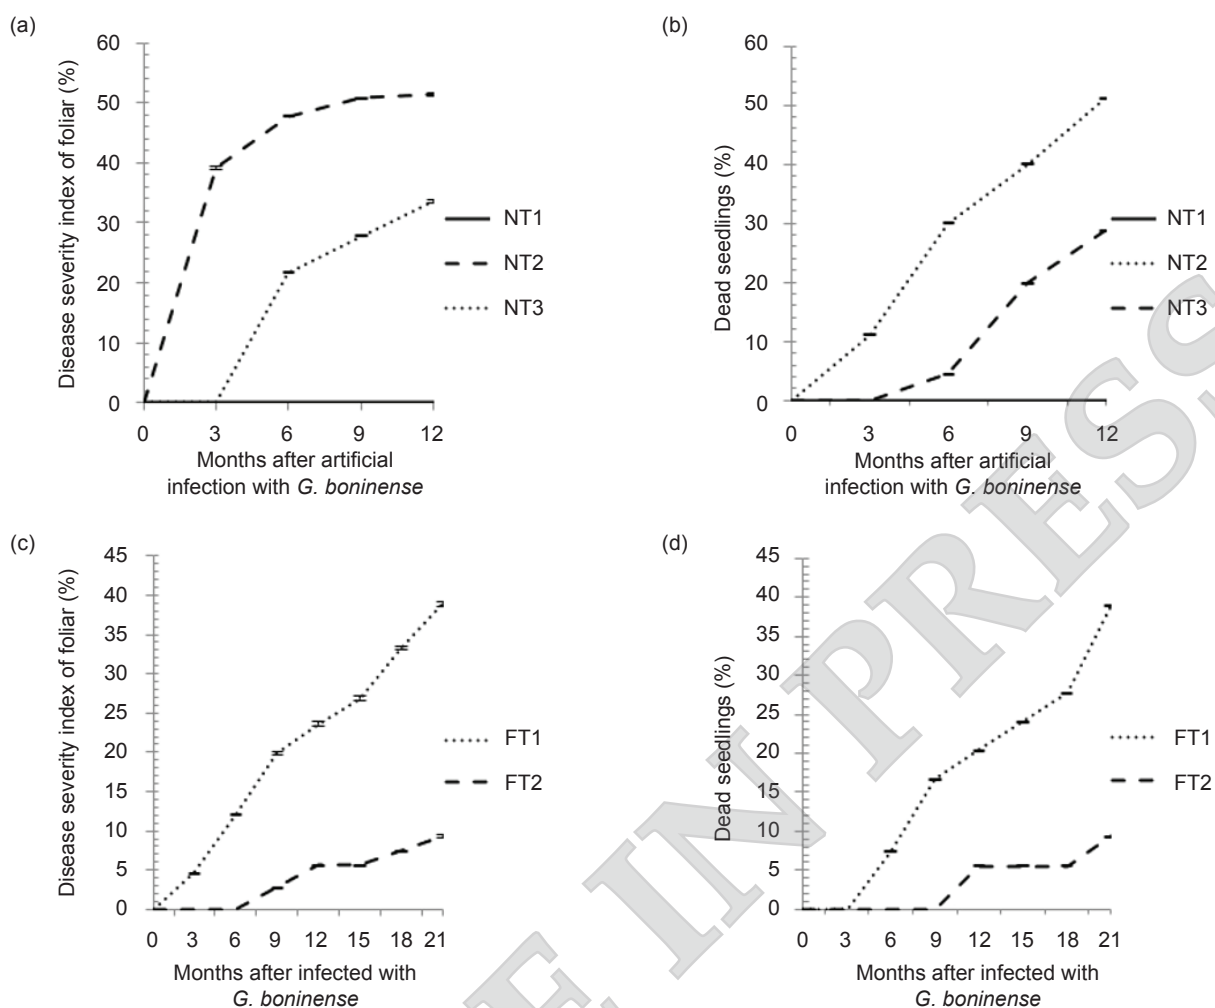 (a)
Disease severity index of foliar (%)
60
50
40
30
20
10
0
0 3 6 9 12
Months after artificial
infection with G. boninense
NT1
NT2
NT3
(b)
Dead seedlings (%)
60
50
40
30
20
10
0
0 3 6 9 12
Months after artificial
infection with G. boninense
NT1
NT2
NT3
(c)
Disease severity index of foliar (%)
45
40
35
30
25
20
15
10
5
0
0 3 6 9 12 15 18 21
Months after infected with
G. boninense
FT1
FT2
(d)
Dead seedlings (%)
45
40
35
30
25
20
15
10
5
0
0 3 6 9 12 15 18 21
Months after infected with
G. boninense
FT1
FT2
E IN PRESS